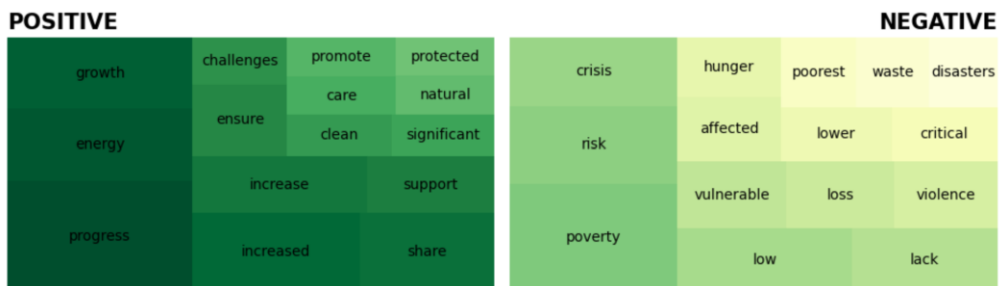 POSITIVE
growth
energy
progress
challenges
ensure
promote
protected
care
natural
clean
significant
increase
support
increased
share
NEGATIVE
crisis
risk
poverty
hunger
affected
poorest
waste
disasters
lower
critical
vulnerable
loss
violence
low
lack